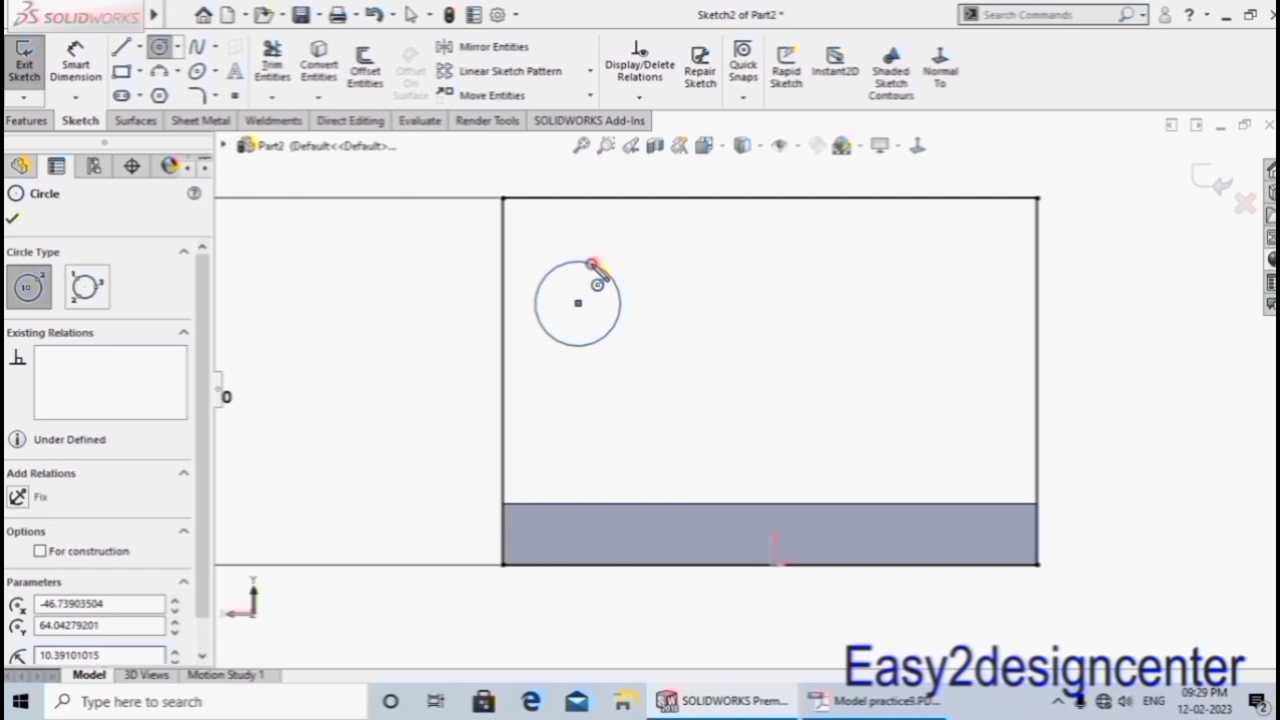 SOLIDWORKS
Sketch2 of Part2 *
Search Commands
?
Exit Sketch
Smart Dimension
Trim Entities
Convert Entities
Offset Entities
Offset On Surface
Mirror Entities
Linear Sketch Pattern
Move Entities
Display/Delete Relations
Repair Sketch
Quick Snaps
Rapid Sketch
Instant2D
Shaded Sketch Contours
Normal To
Features
Sketch
Surfaces
Sheet Metal
Weldments
Direct Editing
Evaluate
Render Tools
SOLIDWORKS Add-Ins
Part2 (Default<<Default>...
Circle
Circle Type
Existing Relations
Under Defined
Add Relations
Fix
Options
For construction
Parameters
-46.73903504
64.04279201
10.39101015
0
Y
Model
3D Views
Motion Study 1
Easy2designcenter
Type here to search
SOLIDWORKS Prem...
Model practice9.PD...
ENG
09:29 PM
12-02-2023
2